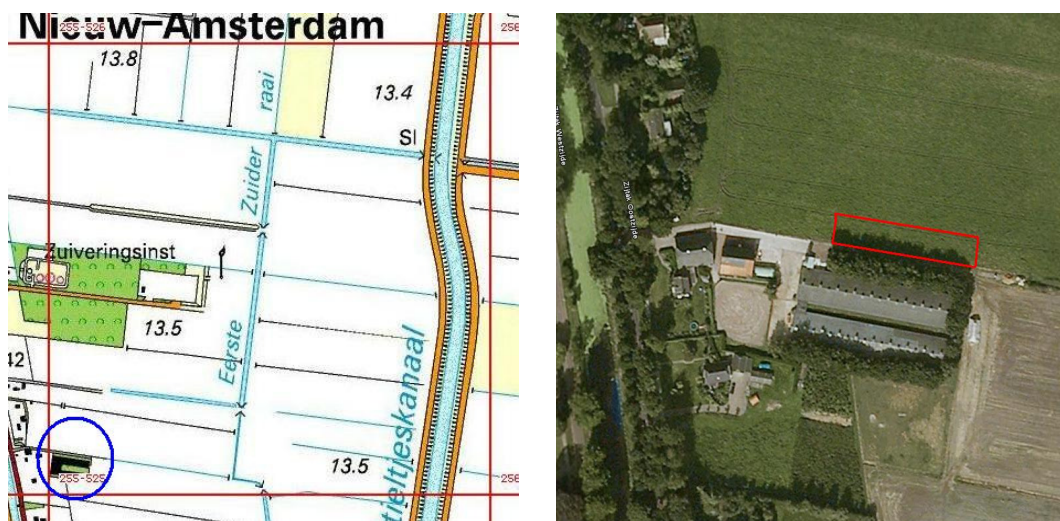 Nieuw-Amsterdam
255-526
256
13.8
13.4
raai
Sl
Zuider
Zuiveringsinst
13.5
Eerste
42
tieltjeskanaal
13.5
255-525
256
Zijtak Westzijde
Zijtak Oostzijde